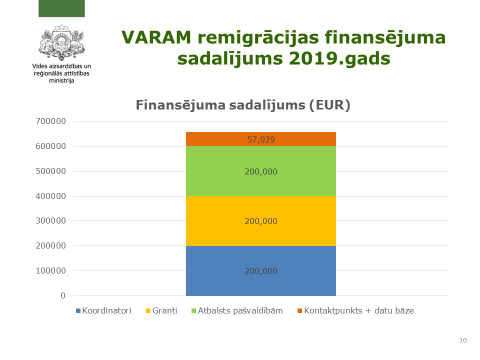 VARAM remigrācijas finansējuma
sadalījums 2019.gads
Vides aizsardzības un
reģionālās attīstības
ministrija
Finansējuma sadalījums (EUR)
700000
600000
500000
400000
300000
200000
100000
0
57,029
200,000
200,000
200,000
Koordinatori Granti Atbalsts pašvaldībām Kontaktpunkts + datu bāze
10